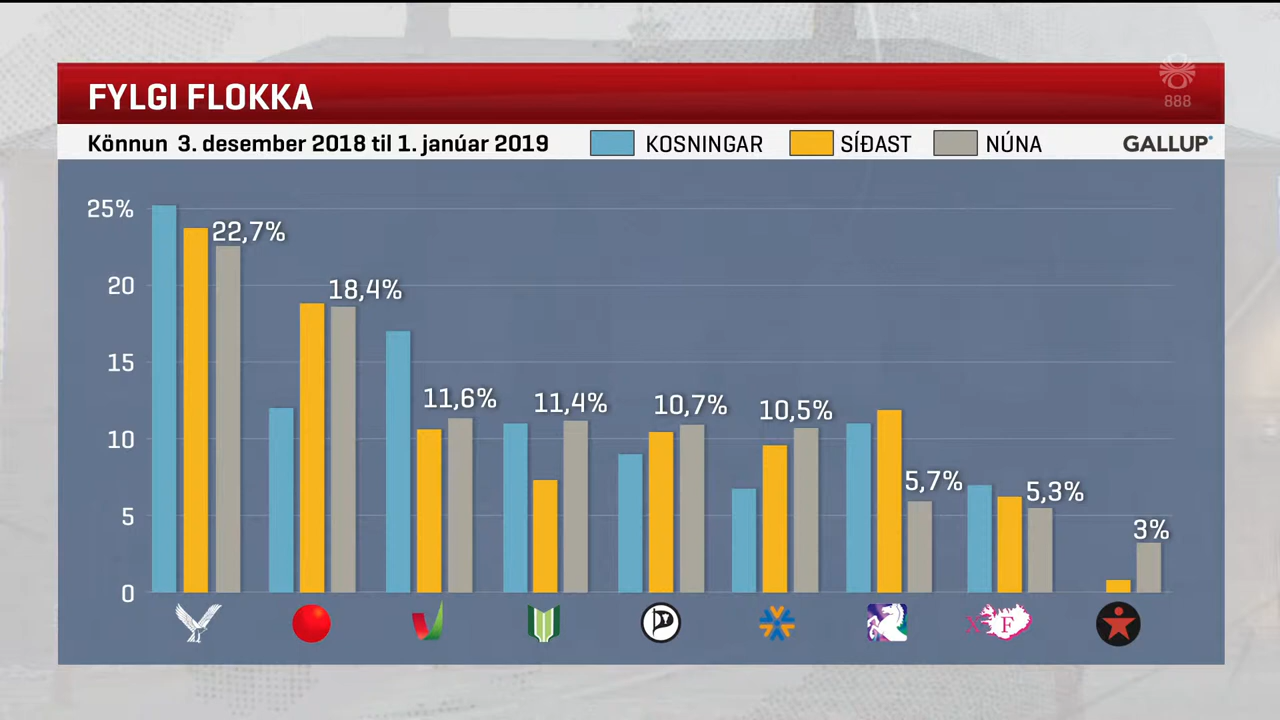 888
FYLGI FLOKKA
Könnun 3. desember 2018 til 1. janúar 2019
KOSNINGAR
SÍÐAST
NÚNA
GALLUP
25%
20
15
10
5
0
22,7%
18,4%
11,6%
11,4%
10,7%
10,5%
5,7%
5,3%
3%
P
X F